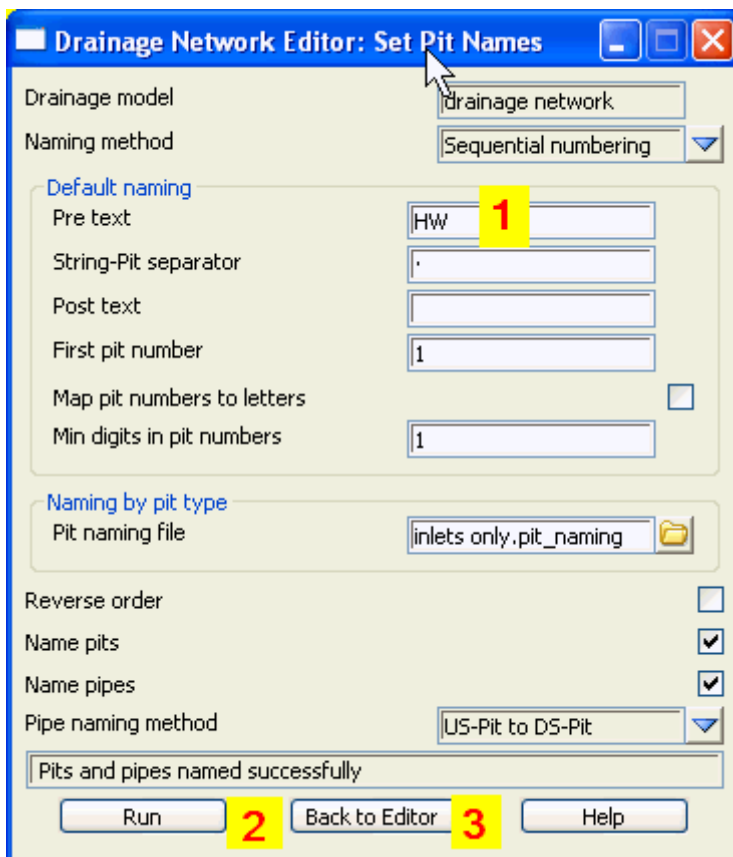 Drainage Network Editor: Set Pit Names
Drainage model drainage network
Naming method Sequential numbering
Default naming
Pre text HW 1
String-Pit separator ·
Post text
First pit number 1
Map pit numbers to letters
Min digits in pit numbers 1
Naming by pit type
Pit naming file inlets only.pit_naming
Reverse order
Name pits
Name pipes
Pipe naming method US-Pit to DS-Pit
Pits and pipes named successfully
Run 2 Back to Editor 3 Help